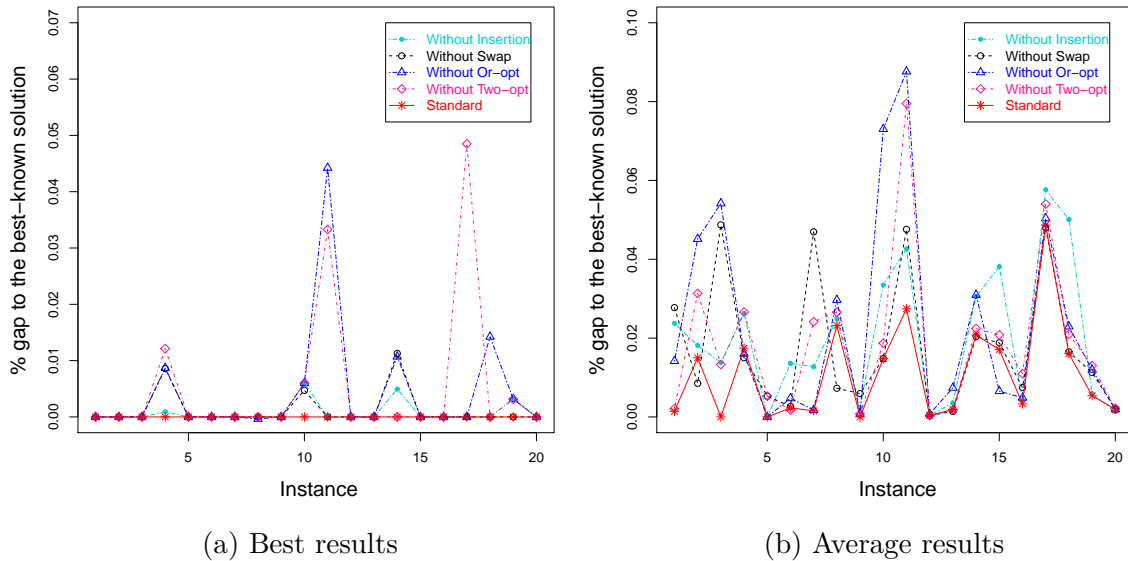 % gap to the best−known solution
0.00 0.01 0.02 0.03 0.04 0.05 0.06 0.07
Without Insertion
Without Swap
Without Or−opt
Without Two−opt
Standard
5 10 15 20
Instance
(a) Best results
% gap to the best−known solution
0.00 0.02 0.04 0.06 0.08 0.10
Without Insertion
Without Swap
Without Or−opt
Without Two−opt
Standard
5 10 15 20
Instance
(b) Average results